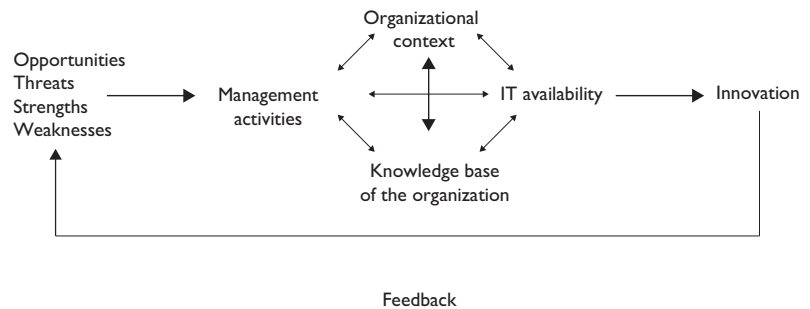 Organizational
context
Opportunities
Threats
Strengths
Weaknesses
Management
activities
IT availability
Innovation
Knowledge base
of the organization
Feedback